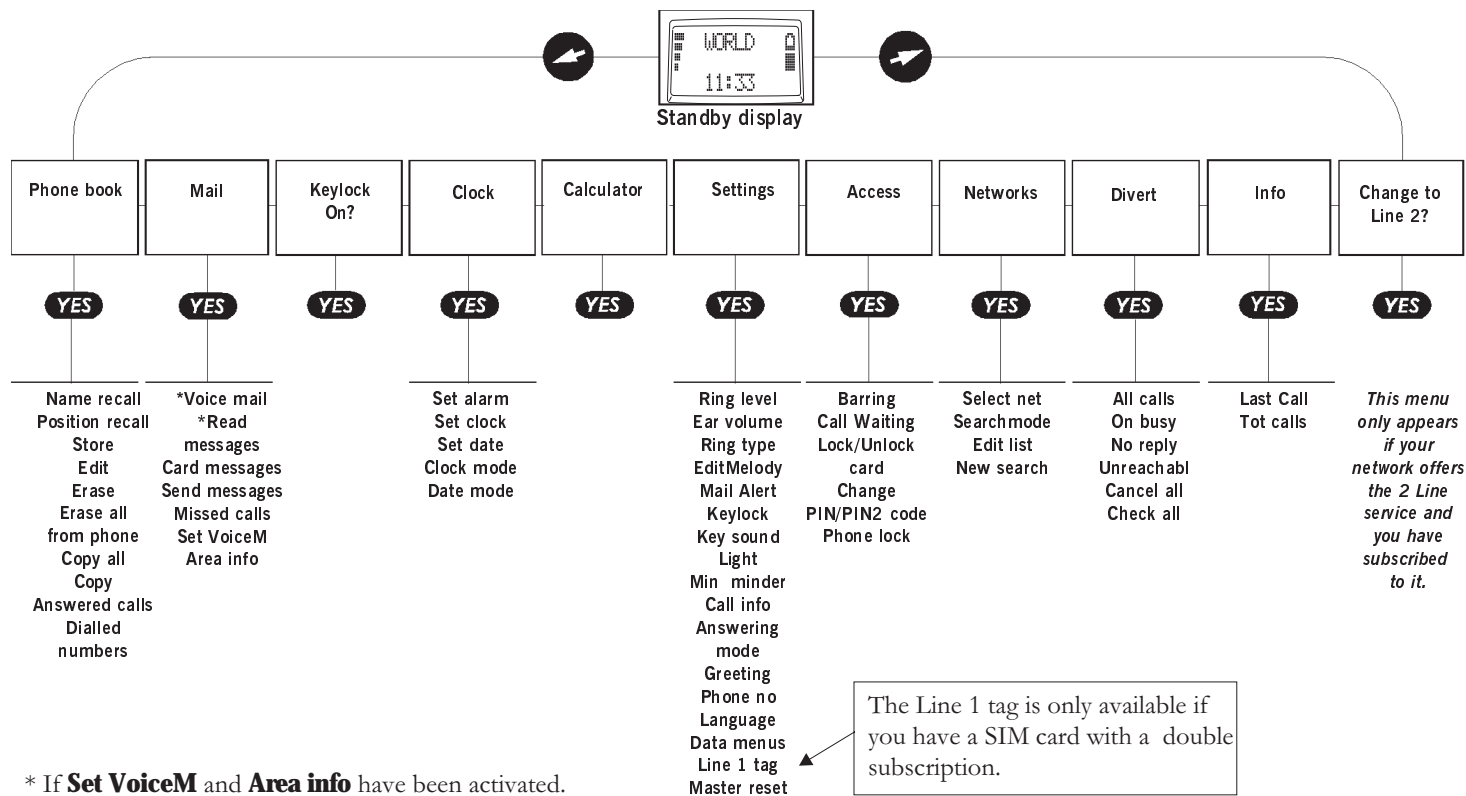 WORLD
11:33
Standby display
Phone book
Mail
Keylock
On?
Clock
Calculator
Settings
Access
Networks
Divert
Info
Change to
Line 2?
YES
YES
YES
YES
YES
YES
YES
YES
YES
YES
YES
Name recall
Position recall
Store
Edit
Erase
Erase all
from phone
Copy all
Copy
Answered calls
Dialled
numbers
*Voice mail
*Read
messages
Card messages
Send messages
Missed calls
Set VoiceM
Area info
Set alarm
Set clock
Set date
Clock mode
Date mode
Ring level
Ear volume
Ring type
EditMelody
Mail Alert
Keylock
Key sound
Light
Min minder
Call info
Answering
mode
Greeting
Phone no
Language
Data menus
Line 1 tag
Master reset
Barring
Call Waiting
Lock/Unlock
card
Change
PIN/PIN2 code
Phone lock
Select net
Searchmode
Edit list
New search
All calls
On busy
No reply
Unreachabl
Cancel all
Check all
Last Call
Tot calls
This menu
only appears
if your
network offers
the 2 Line
service and
you have
subscribed
to it.
The Line 1 tag is only available if
you have a SIM card with a double
subscription.
* If Set VoiceM and Area info have been activated.